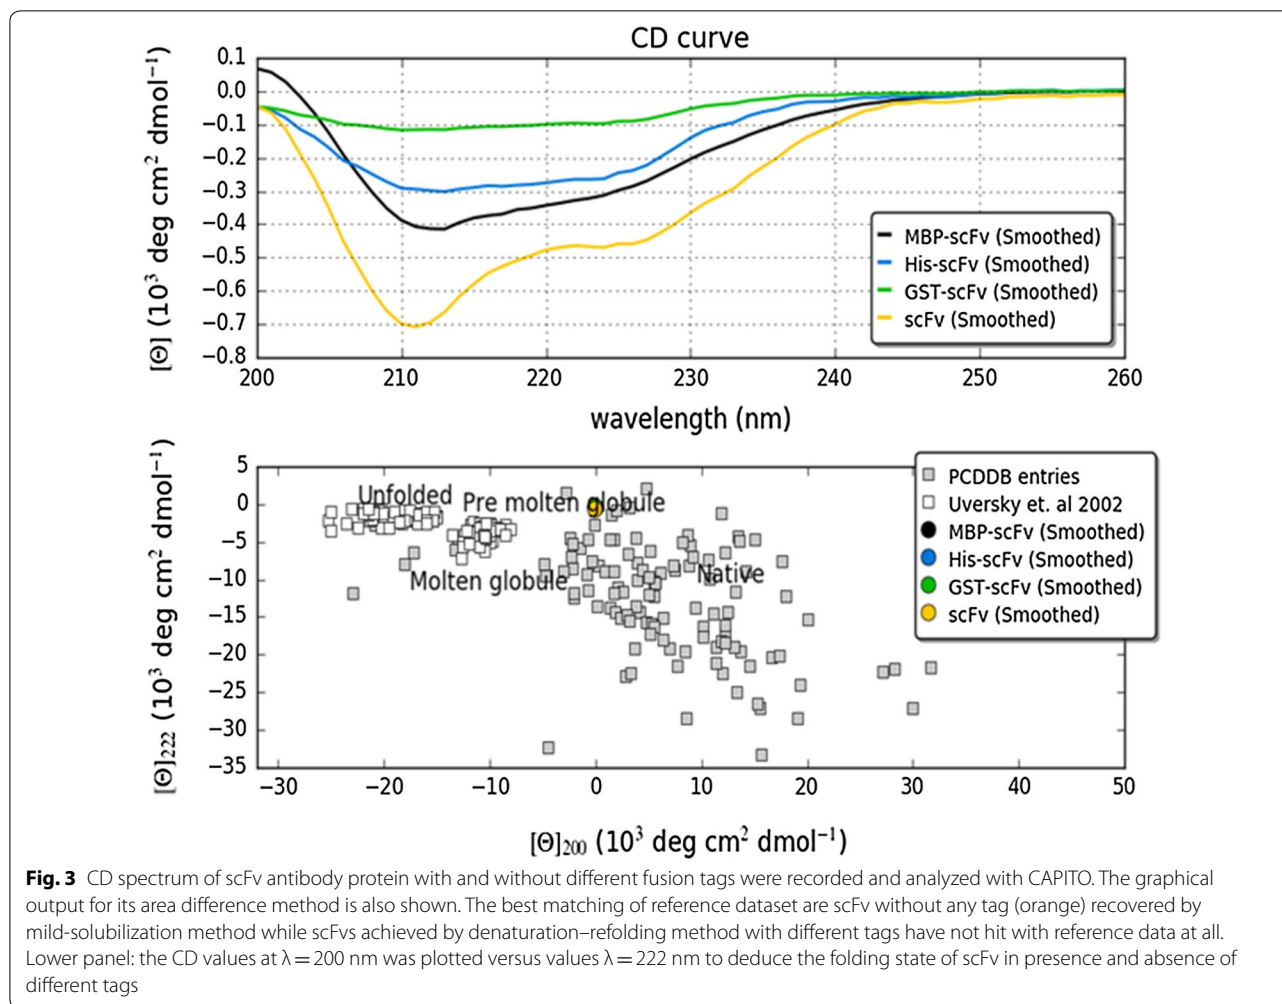 CD curve
0.1
0.0
−0.1
−0.2
−0.3
−0.4
−0.5
−0.6
−0.7
−0.8
[Θ] (10³ deg cm² dmol⁻¹)
MBP-scFv (Smoothed)
His-scFv (Smoothed)
GST-scFv (Smoothed)
scFv (Smoothed)
200 210 220 230 240 250 260
wavelength (nm)
5
0
−5
−10
−15
−20
−25
−30
−35
[Θ]₂₂₂ (10³ deg cm² dmol⁻¹)
Unfolded
Pre molten globule
Molten globule
Native
PCDDB entries
Uversky et. al 2002
MBP-scFv (Smoothed)
His-scFv (Smoothed)
GST-scFv (Smoothed)
scFv (Smoothed)
−30 −20 −10 0 10 20 30 40 50
[Θ]₂₀₀ (10³ deg cm² dmol⁻¹)
Fig. 3 CD spectrum of scFv antibody protein with and without different fusion tags were recorded and analyzed with CAPITO. The graphical
output for its area difference method is also shown. The best matching of reference dataset are scFv without any tag (orange) recovered by
mild-solubilization method while scFvs achieved by denaturation–refolding method with different tags have not hit with reference data at all.
Lower panel: the CD values at λ = 200 nm was plotted versus values λ = 222 nm to deduce the folding state of scFv in presence and absence of
different tags